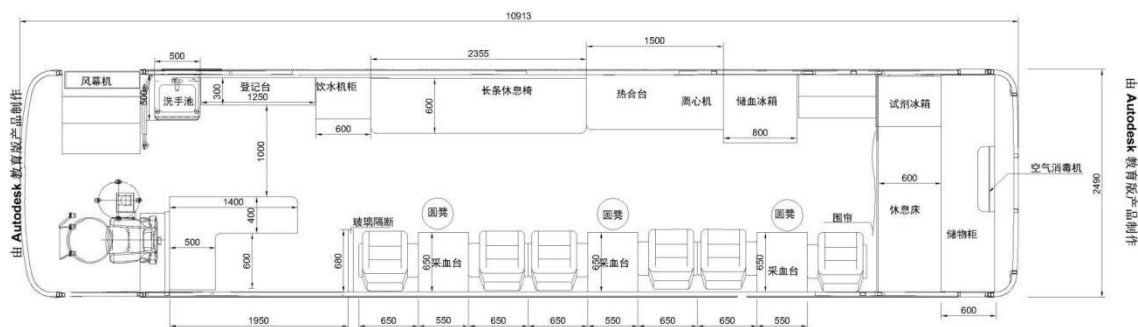 10913
1500
500
2355
风幕机
洗手池
500
登记台
300
1250
饮水机柜
600
长条休息椅
600
热合台
离心机
储血冰箱
800
试剂冰箱
600
空气消毒机
休息床
储物柜
2490
600
1000
1400
400
500
600
玻璃隔断
680
圆凳
650
采血台
圆凳
650
采血台
圆凳
650
采血台
围帘
1950
650
550
650
650
550
650
650
550
由 Autodesk 教育版产品制作
由 Autodesk 教育版产品制作